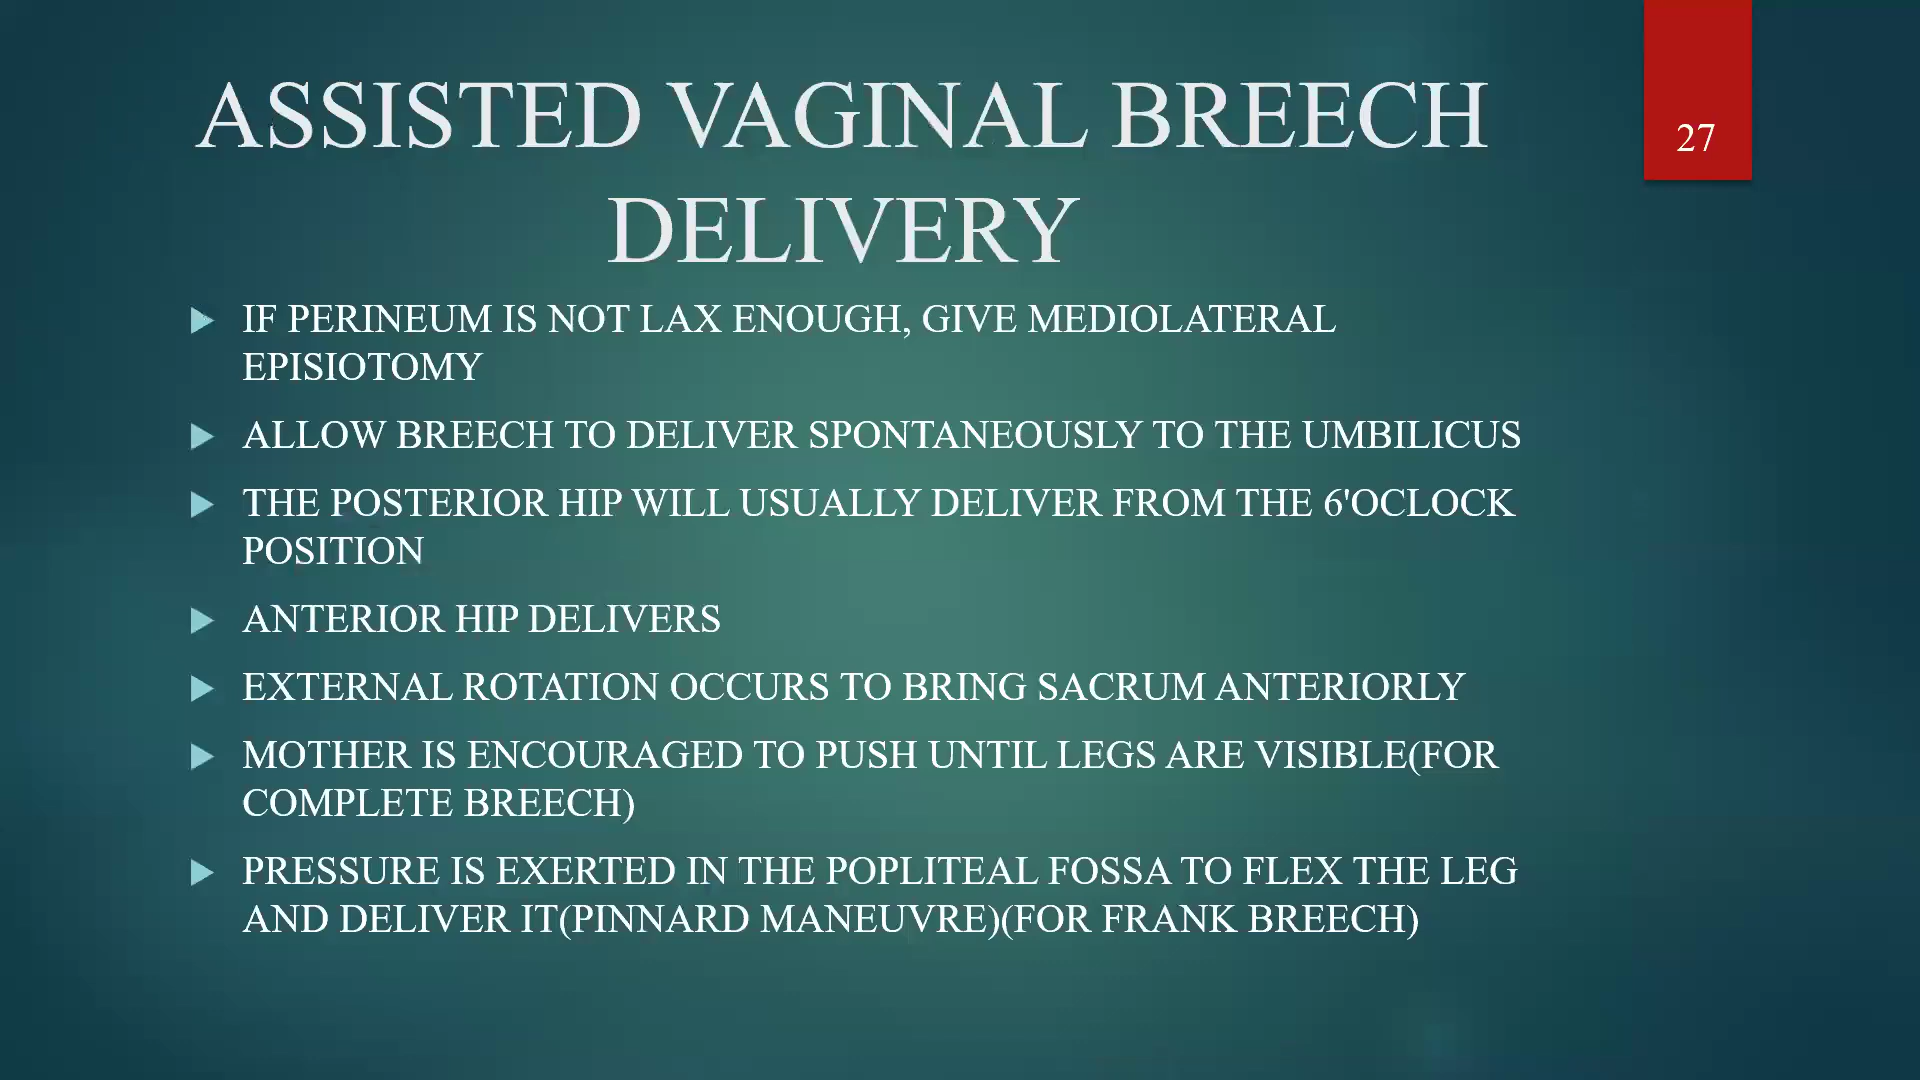 ASSISTED VAGINAL BREECH
DELIVERY
27
IF PERINEUM IS NOT LAX ENOUGH, GIVE MEDIOLATERAL
EPISIOTOMY
ALLOW BREECH TO DELIVER SPONTANEOUSLY TO THE UMBILICUS
THE POSTERIOR HIP WILL USUALLY DELIVER FROM THE 6'OCLOCK
POSITION
ANTERIOR HIP DELIVERS
EXTERNAL ROTATION OCCURS TO BRING SACRUM ANTERIORLY
MOTHER IS ENCOURAGED TO PUSH UNTIL LEGS ARE VISIBLE(FOR
COMPLETE BREECH)
PRESSURE IS EXERTED IN THE POPLITEAL FOSSA TO FLEX THE LEG
AND DELIVER IT(PINNARD MANEUVRE)(FOR FRANK BREECH)